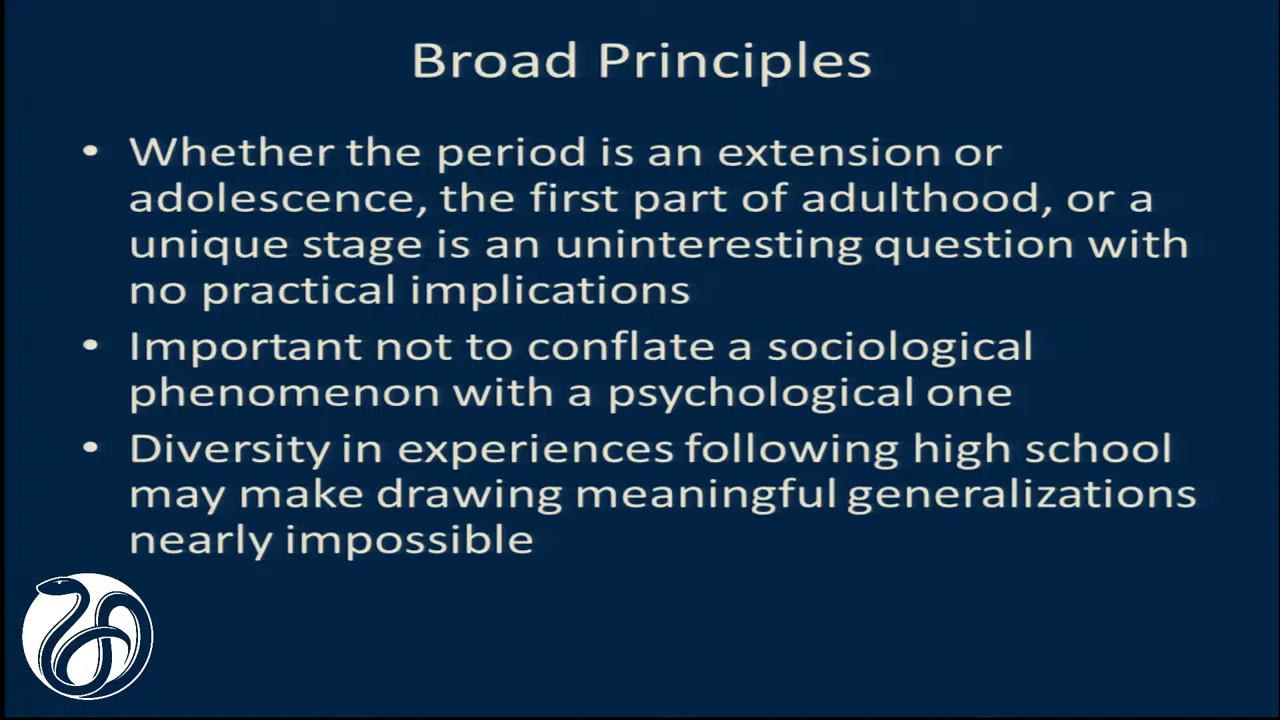 Broad Principles
• Whether the period is an extension or
adolescence, the first part of adulthood, or a
unique stage is an uninteresting question with
no practical implications
• Important not to conflate a sociological
phenomenon with a psychological one
• Diversity in experiences following high school
may make drawing meaningful generalizations
nearly impossible